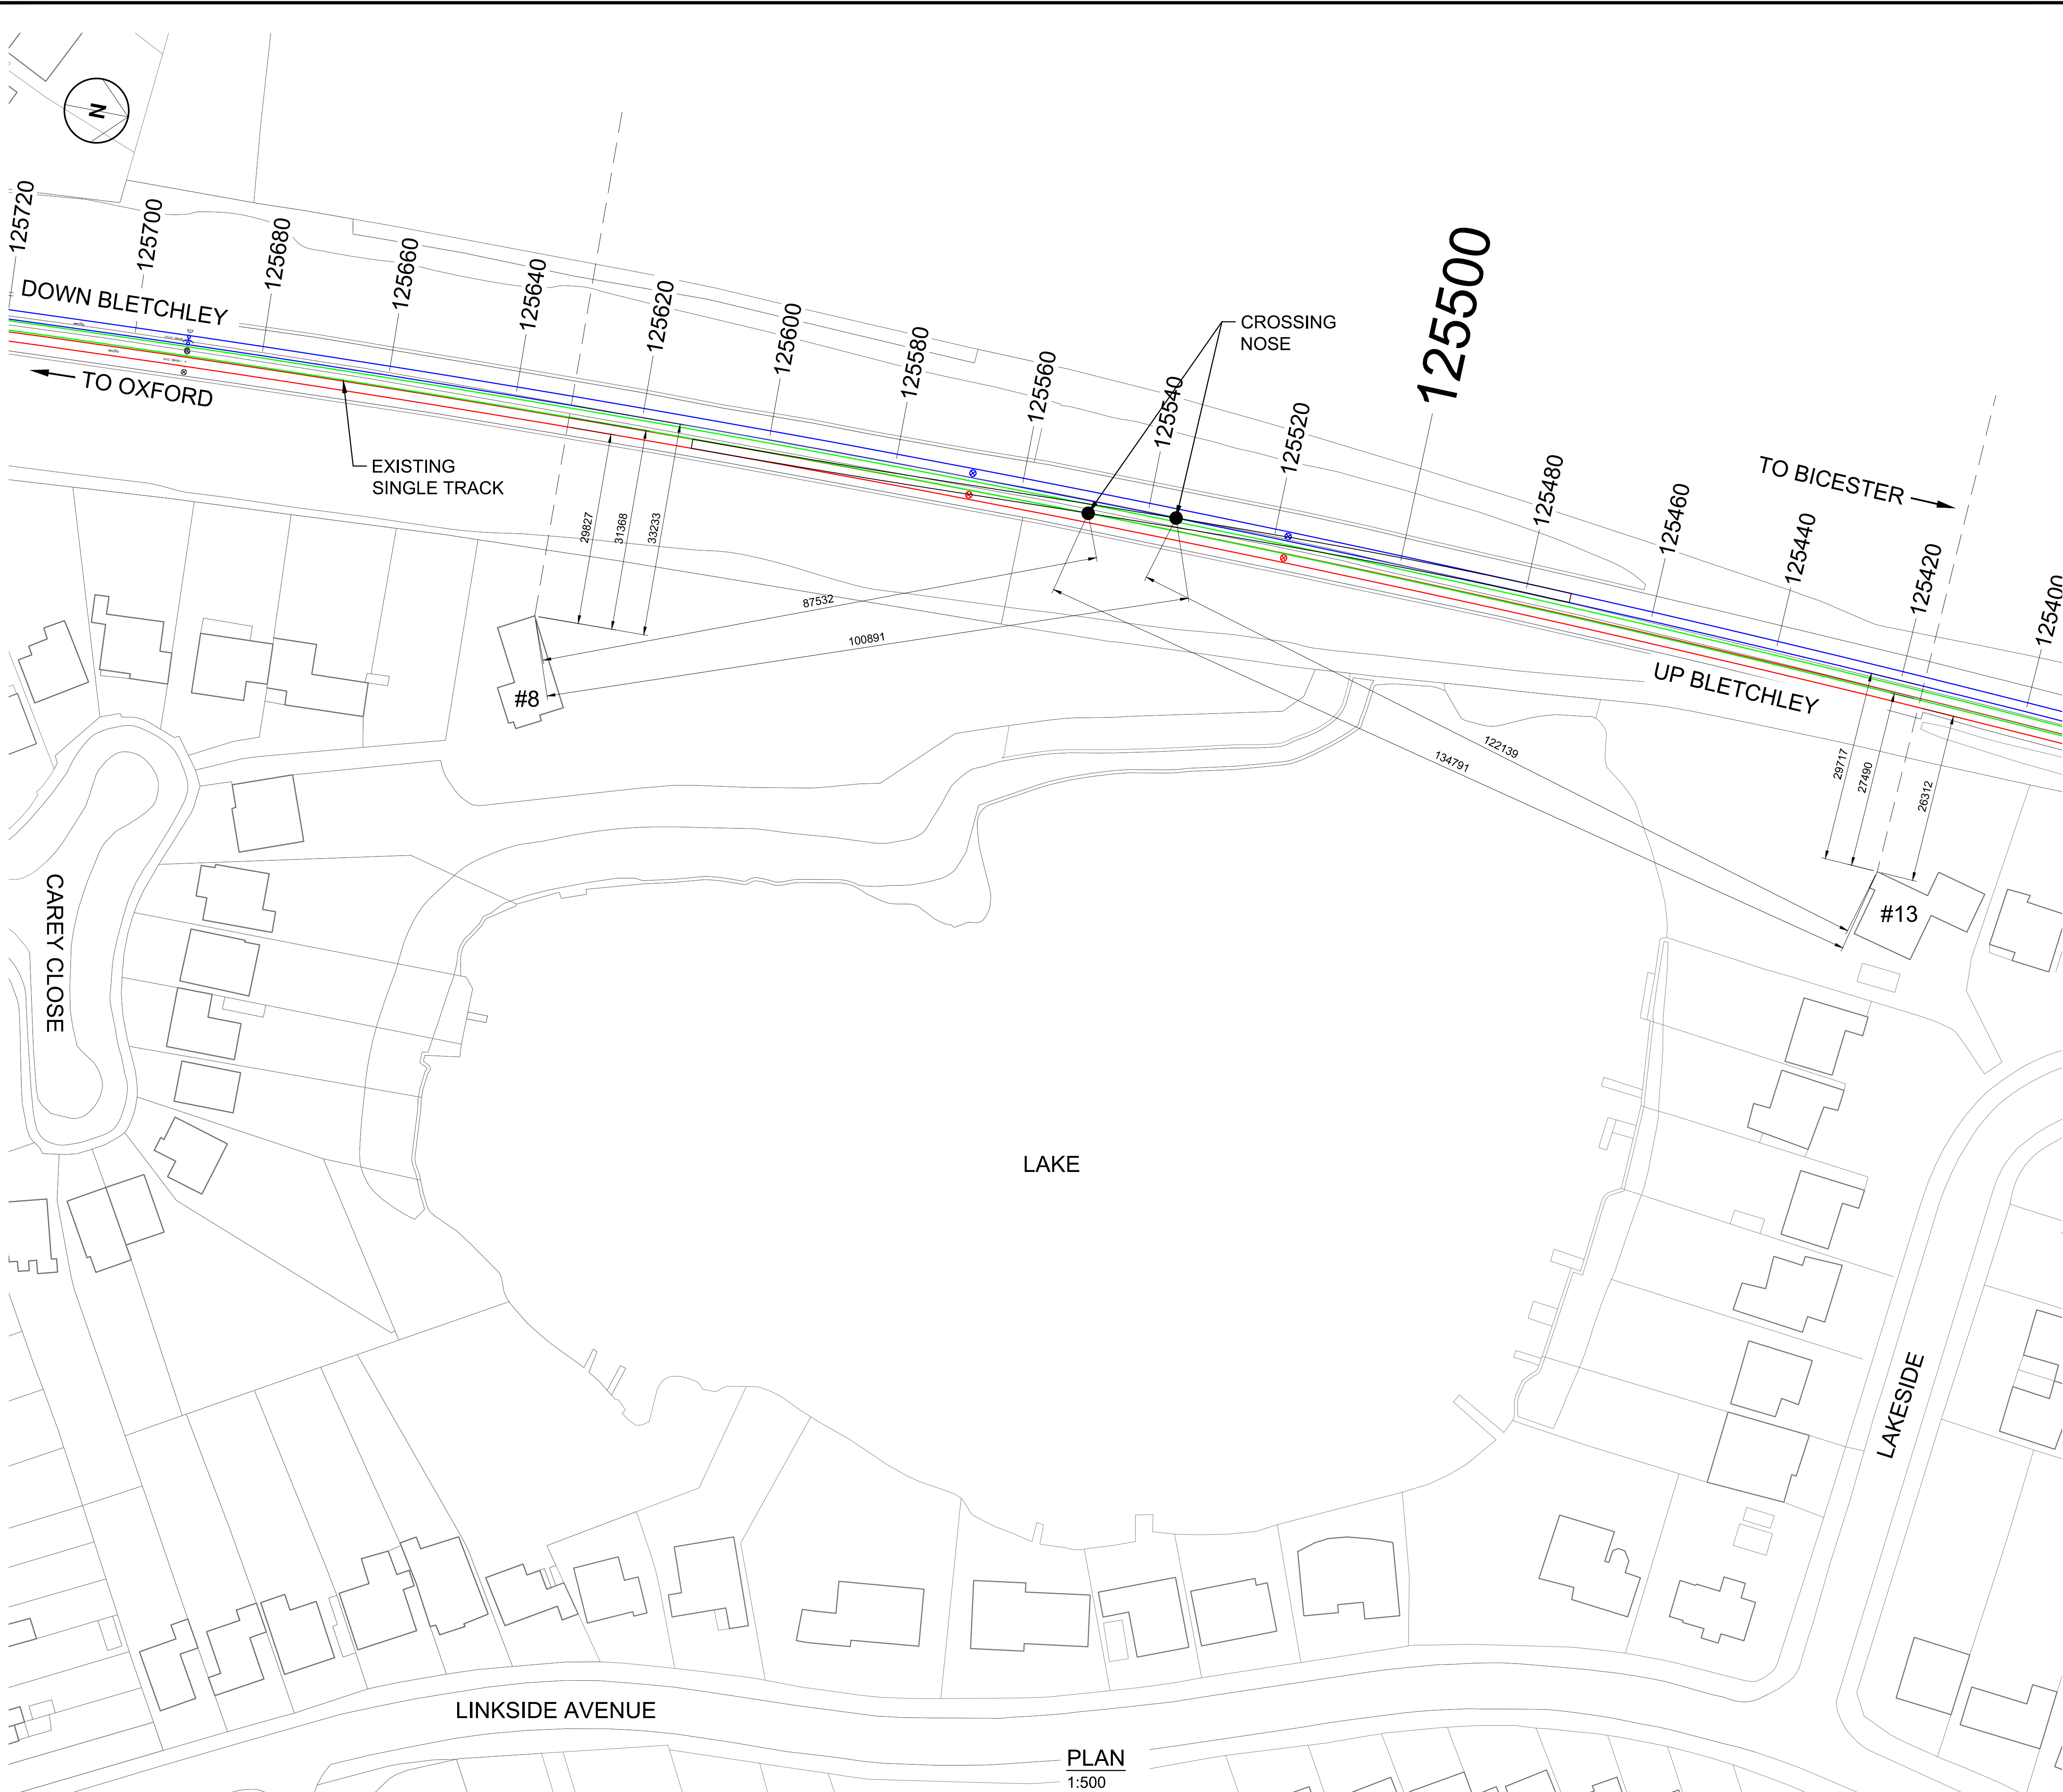 N
125720
125700
125680
125660
125640
125620
125600
125580
125560
125540
125520
125500
125480
125460
125440
125420
125400
DOWN BLETCHLEY
TO OXFORD
EXISTING
SINGLE TRACK
CROSSING
NOSE
TO BICESTER
UP BLETCHLEY
29827
31368
33233
87532
100891
122139
134791
29717
27490
26312
#8
#13
CAREY CLOSE
LAKE
LAKESIDE
LINKSIDE AVENUE
PLAN
1:500